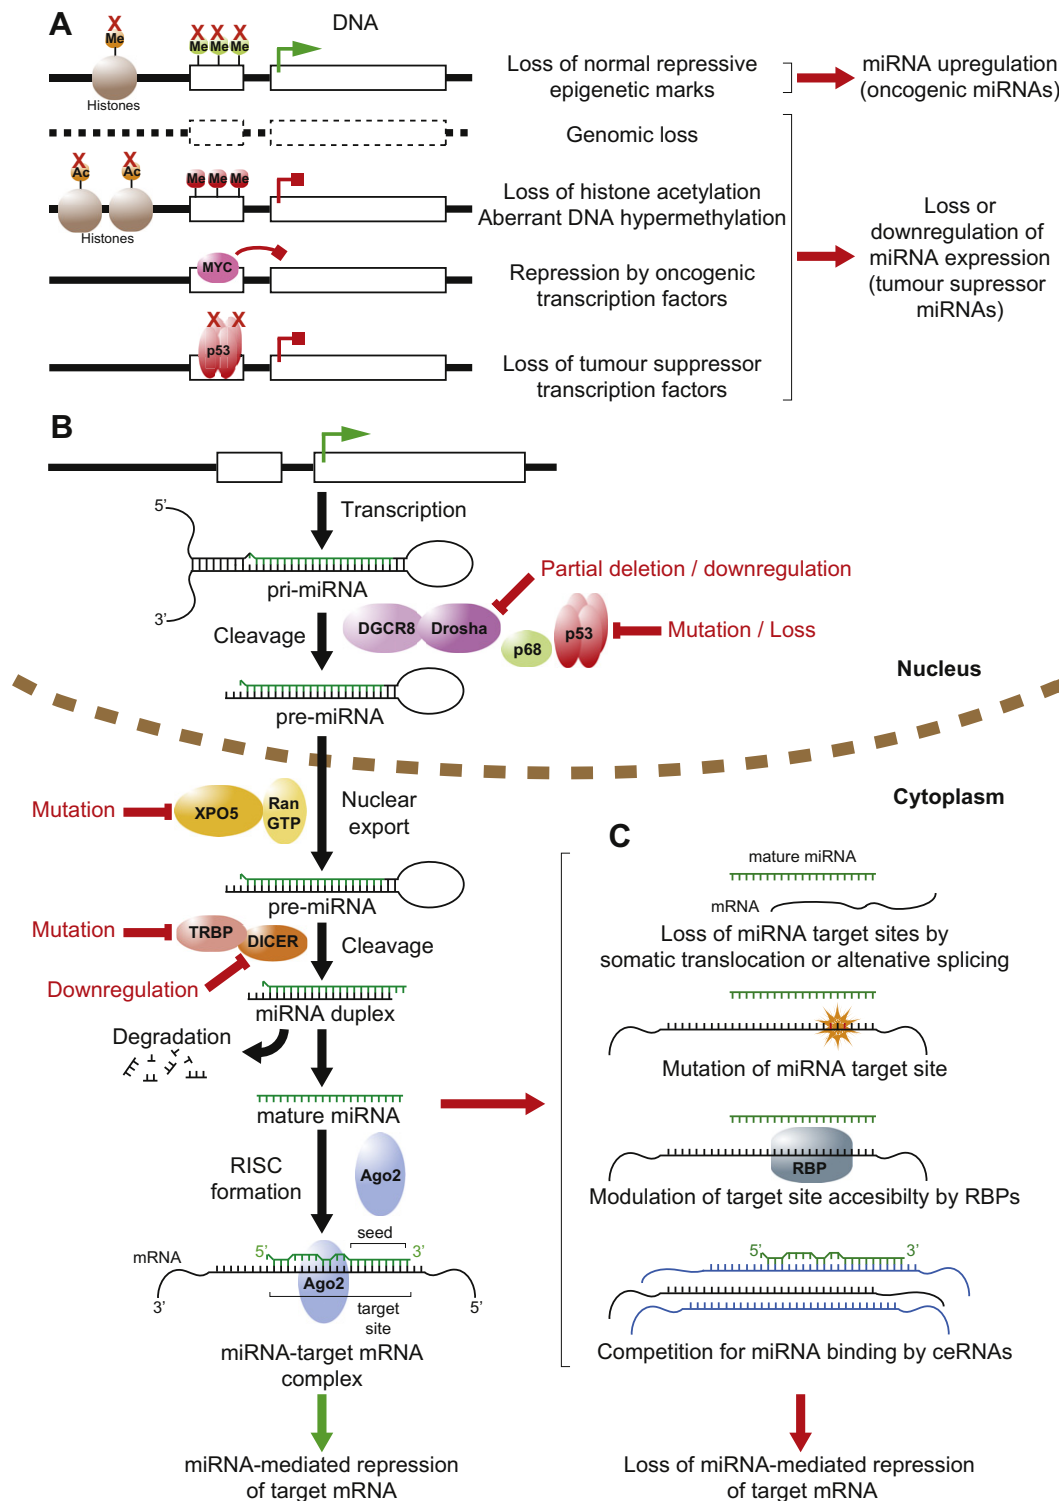 A
DNA
X
X X X
Me
Me Me Me
Histones
Loss of normal repressive
epigenetic marks
miRNA upregulation
(oncogenic miRNAs)
Genomic loss
X X
Ac Ac
Me Me Me
Histones
Loss of histone acetylation
Aberrant DNA hypermethylation
Loss or
downregulation of
miRNA expression
(tumour supressor
miRNAs)
MYC
Repression by oncogenic
transcription factors
X X
p53
Loss of tumour suppressor
transcription factors
B
Transcription
5’
pri-miRNA
3’
Partial deletion / downregulation
Cleavage
DGCR8
Drosha
p68
p53
Mutation / Loss
Nucleus
pre-miRNA
Cytoplasm
Mutation
XPO5
Ran
GTP
Nuclear
export
pre-miRNA
Mutation
TRBP
DICER
Cleavage
Downregulation
miRNA duplex
Degradation
mature miRNA
RISC
formation
Ago2
seed
5’
3’
mRNA
Ago2
3’
5’
target
site
miRNA-target mRNA
complex
miRNA-mediated repression
of target mRNA
C
mature miRNA
mRNA
Loss of miRNA target sites by
somatic translocation or altenative splicing
Mutation of miRNA target site
RBP
Modulation of target site accesibilty by RBPs
5’
3’
Competition for miRNA binding by ceRNAs
Loss of miRNA-mediated repression
of target mRNA